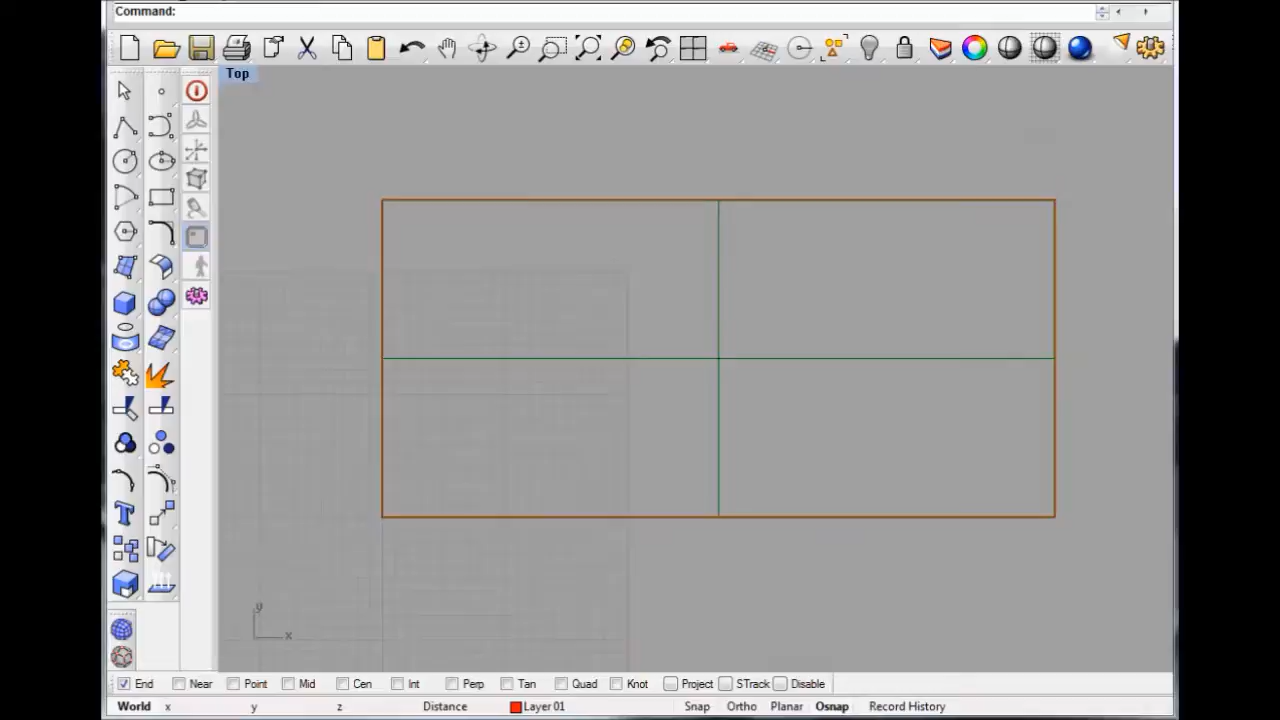 Command:
Top
T
y
x
End Near Point Mid Cen Int Perp Tan Quad Knot Project STrack Disable
World x y z Distance Layer 01 Snap Ortho Planar Osnap Record History